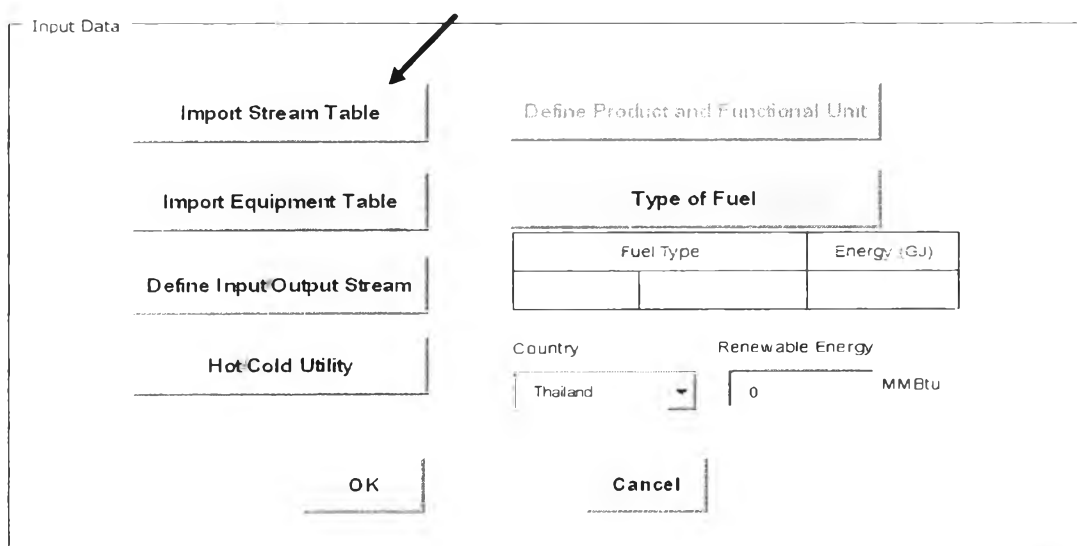 Input Data
Import Stream Table
Define Product and Functional Unit
Import Equipment Table
Type of Fuel
Fuel Type
Energy (GJ)
Define Input Output Stream
Hot Cold Utility
Country
Renewable Energy
Thailand
0
MMBtu
OK
Cancel